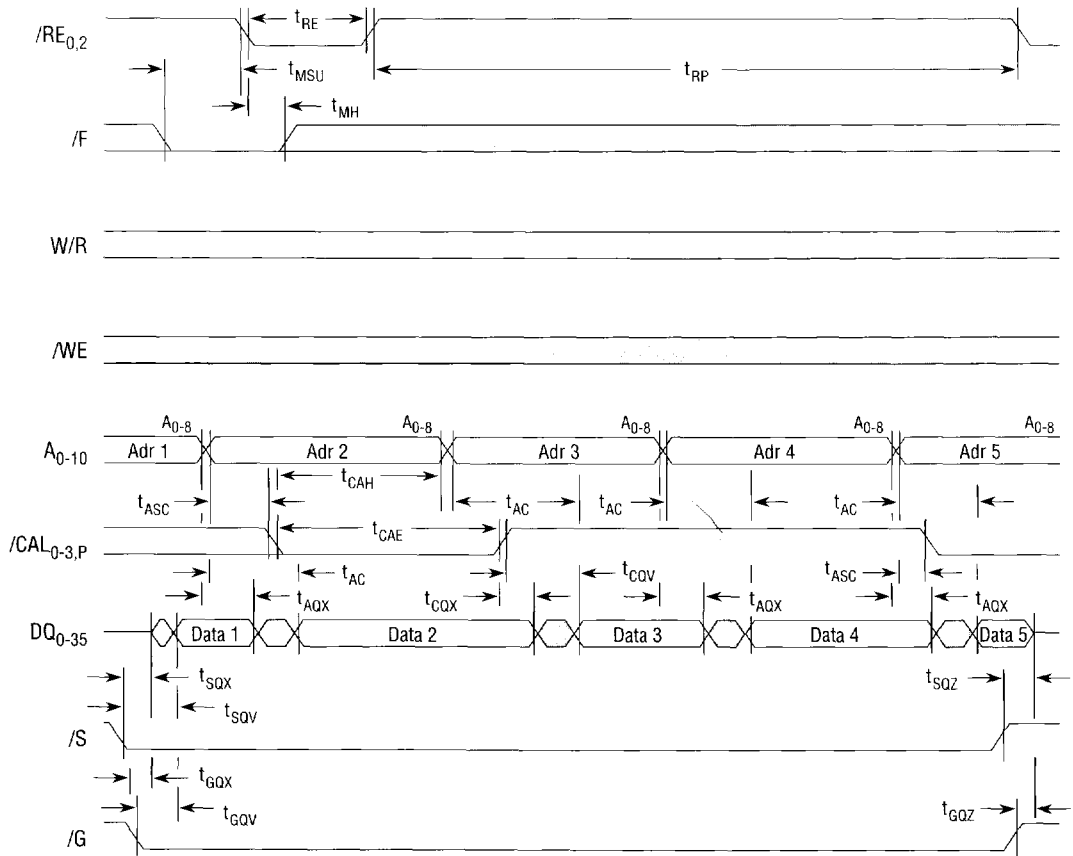 /RE0,2
tRE
tMSU
tRP
tMH
/F
W/R
/WE
A0-8 A0-8 A0-8 A0-8 A0-8
A0-10 Adr 1 Adr 2 Adr 3 Adr 4 Adr 5
tCAH
tASC tAC tAC tAC
tCAE
/CAL0-3,P
tAC tCQV tASC
tAQX tCQX tAQX tAQX
DQ0-35 Data 1 Data 2 Data 3 Data 4 Data 5
tSQX tSQZ
tSQV
/S
tGQX
tGQV tGQZ
/G